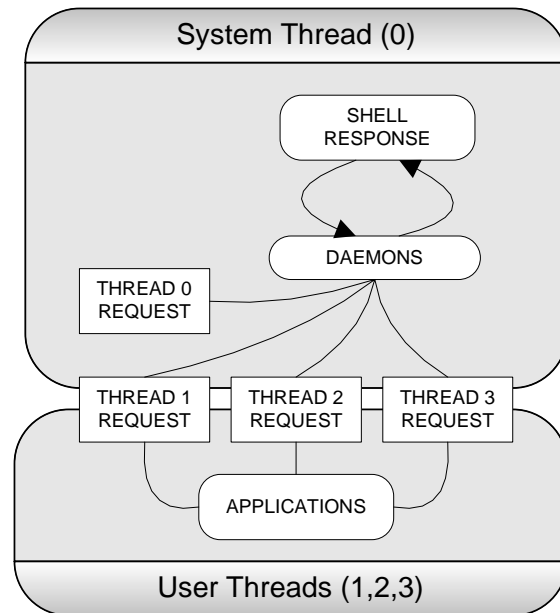 System Thread (0)
SHELL
RESPONSE
DAEMONS
THREAD 0
REQUEST
THREAD 1
REQUEST
THREAD 2
REQUEST
THREAD 3
REQUEST
APPLICATIONS
User Threads (1,2,3)